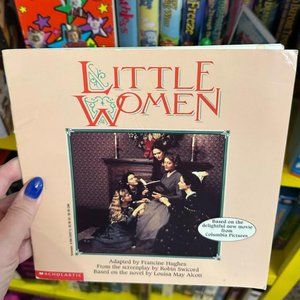 LITTLE
WOMEN
Based on the
delightful new movie
from
Columbia Pictures
Adapted by Francine Hughes
From the screenplay by Robin Swicord
Based on the novel by Louisa May Alcott
SCHOLASTIC